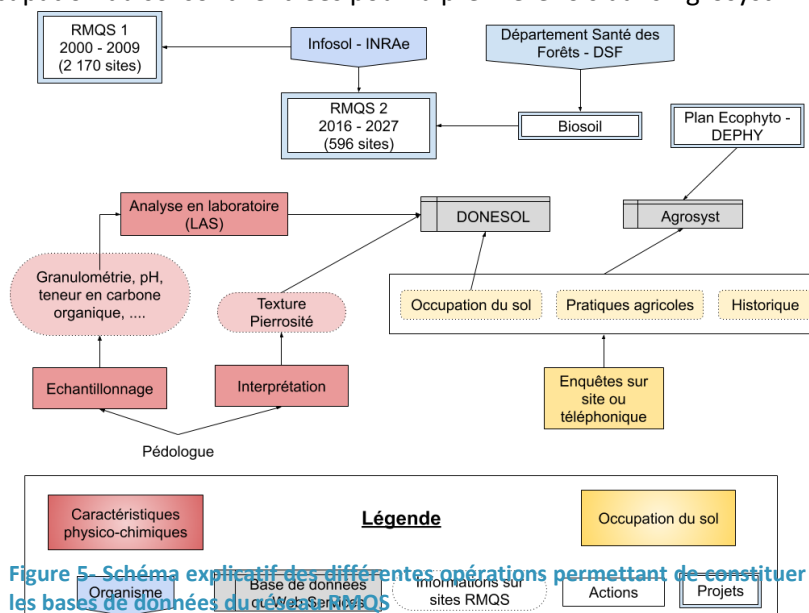 RMQS 1
2000 - 2009
(2 170 sites)
Infosol - INRAe
Département Santé des
Forêts - DSF
RMQS 2
2016 - 2027
(596 sites)
Biosoil
Plan Ecophyto -
DEPHY
Analyse en laboratoire
(LAS)
DONESOL
Agrosyst
Granulométrie, pH,
teneur en carbone
organique, ....
Texture
Pierrosité
Occupation du sol
Pratiques agricoles
Historique
Echantillonnage
Interprétation
Enquêtes sur
site ou
téléphonique
Pédologue
Caractéristiques
physico-chimiques
Légende
Occupation du sol
Figure 5- Schéma explicatif des différentes opérations permettant de constituer
les bases de données du réseau RMQS
Organisme
Base de données
ou Web Services
Informations sur
sites RMQS
Actions
Projets